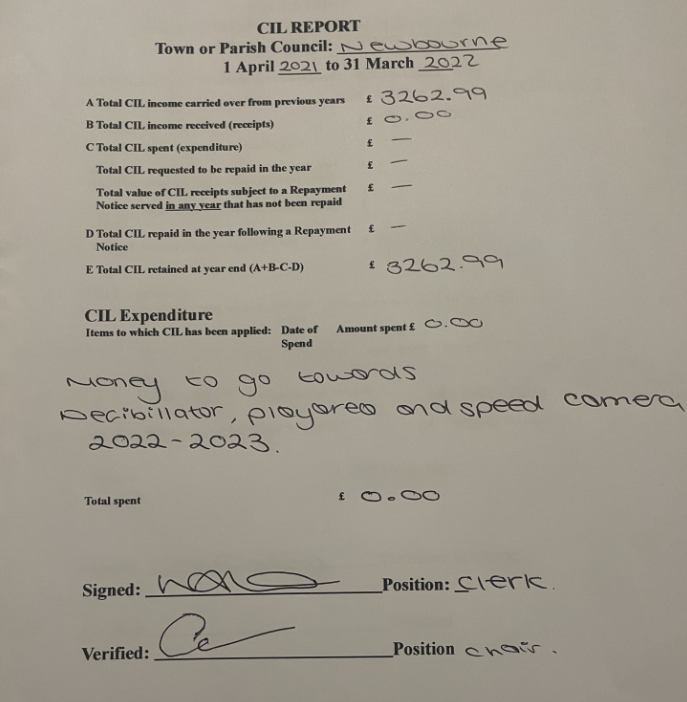 CIL REPORT
Town or Parish Council: Newbourne
1 April 2021 to 31 March 2022
A Total CIL income carried over from previous years £ 3262.99
B Total CIL income received (receipts) £ 0.00
C Total CIL spent (expenditure) £ —
Total CIL requested to be repaid in the year £ —
Total value of CIL receipts subject to a Repayment £ —
Notice served in any year that has not been repaid
D Total CIL repaid in the year following a Repayment £ —
Notice
E Total CIL retained at year end (A+B-C-D) £ 3262.99
CIL Expenditure
Items to which CIL has been applied: Date of Amount spent £ 0.00
Spend
Money to go towards
Decibillator, playarea and speed camera
2022-2023.
Total spent £ 0.00
Signed: Position: Clerk.
Verified: Position chair.